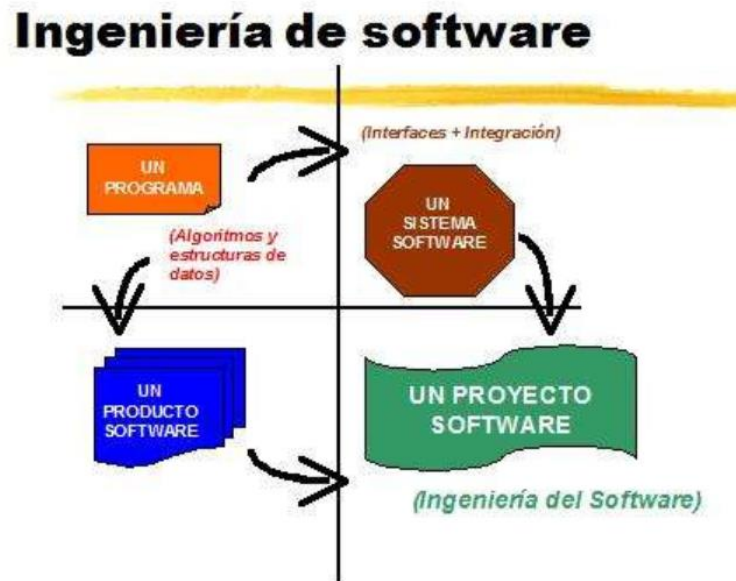 Ingeniería de software
(Interfaces + Integración)
UN
PROGRAMA
UN
SISTEMA
SOFTWARE
(Algoritmos y
estructuras de
datos)
UN
PRODUCTO
SOFTWARE
UN PROYECTO
SOFTWARE
(Ingeniería del Software)